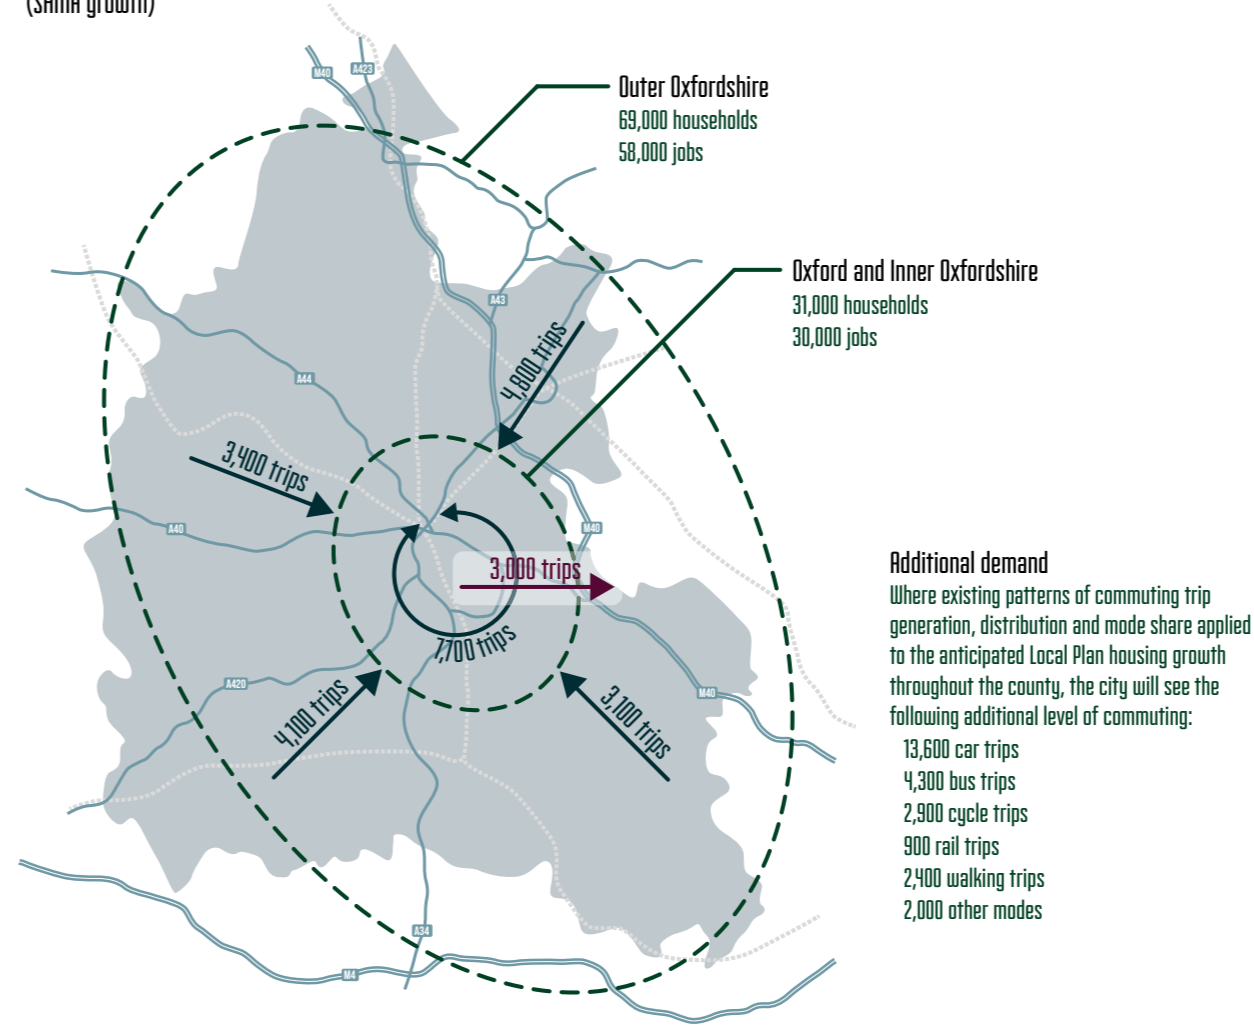 (SHMA growth)
M40
A423
Outer Oxfordshire
69,000 households
58,000 jobs
Oxford and Inner Oxfordshire
31,000 households
30,000 jobs
A43
4,800 trips
A44
3,400 trips
A40
M40
3,000 trips
7,700 trips
A420
4,100 trips
3,100 trips
M40
A34
M4
Additional demand
Where existing patterns of commuting trip
generation, distribution and mode share applied
to the anticipated Local Plan housing growth
throughout the county, the city will see the
following additional level of commuting:
13,600 car trips
4,300 bus trips
2,900 cycle trips
900 rail trips
2,400 walking trips
2,000 other modes